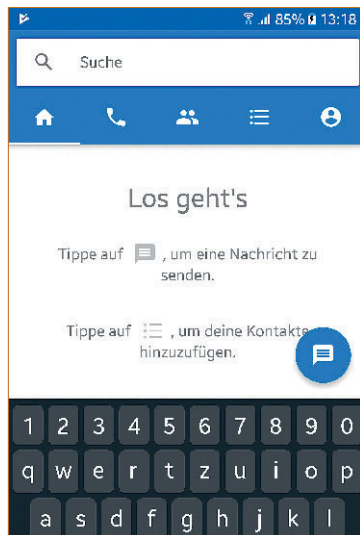 85% 13:18
Suche
Los geht's
Tippe auf , um eine Nachricht zu
senden.
Tippe auf , um deine Kontakte
hinzuzufügen.
1 2 3 4 5 6 7 8 9 0
q w e r t z u i o p
a s d f g h j k l